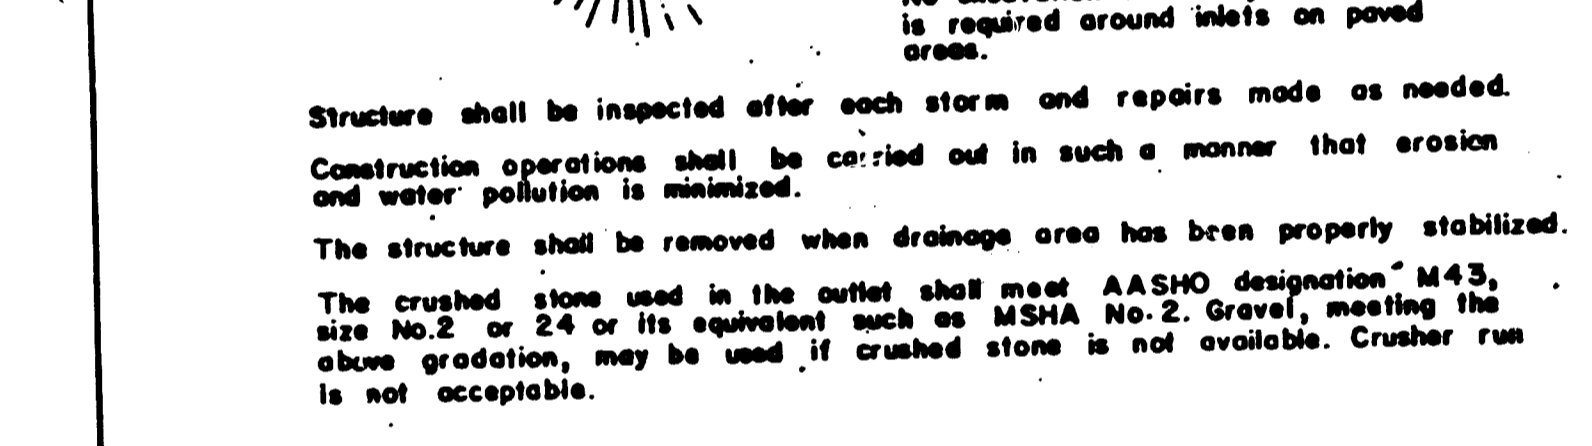 is required around inlets on paved
areas.
Structure shall be inspected after each storm and repairs made as needed.
Construction operations shall be carried out in such a manner that erosion
and water pollution is minimized.
The structure shall be removed when drainage area has been properly stabilized.
The crushed stone used in the outlet shall meet AASHO designation M43,
size No.2 or 24 or its equivalent such as MSHA No.2. Gravel, meeting the
above gradation, may be used if crushed stone is not available. Crusher run
is not acceptable.